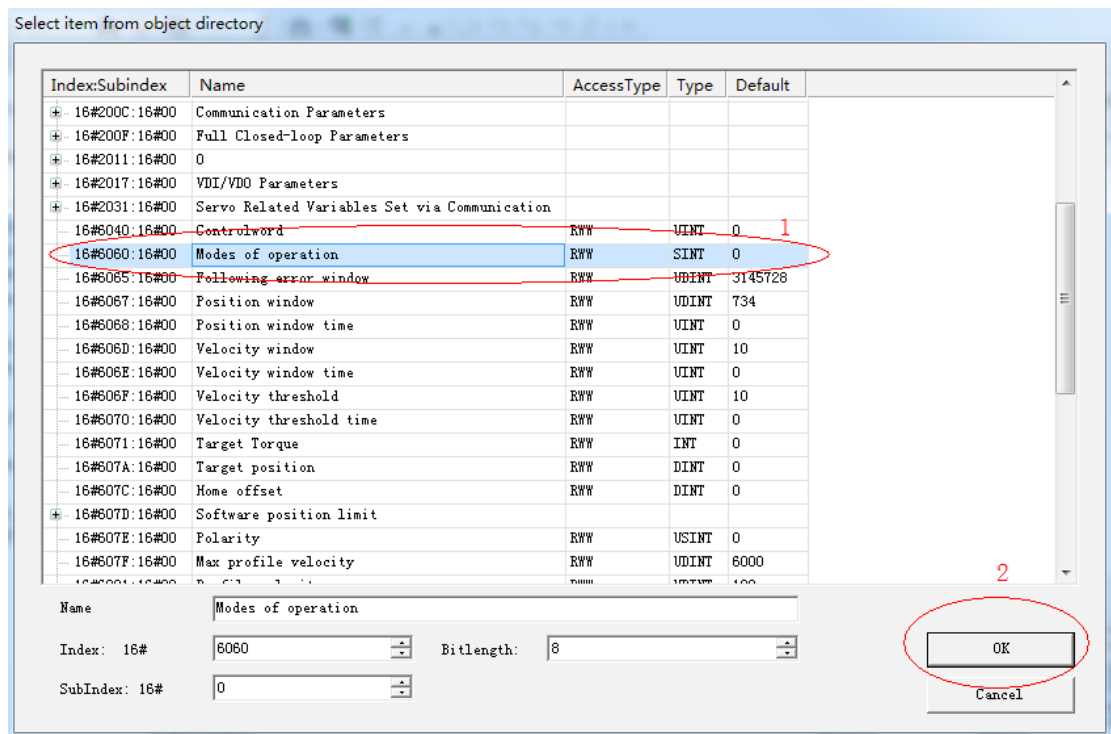 Select item from object directory
Index:Subindex Name AccessType Type Default
16#200C:16#00 Communication Parameters
16#200F:16#00 Full Closed-loop Parameters
16#2011:16#00 0
16#2017:16#00 VDI/VDO Parameters
16#2031:16#00 Servo Related Variables Set via Communication
16#6040:16#00 Controlword RWW UINT 0 1
16#6060:16#00 Modes of operation RWW SINT 0
16#6065:16#00 Following error window RWW UDINT 3145728
16#6067:16#00 Position window RWW UDINT 734
16#6068:16#00 Position window time RWW UINT 0
16#606D:16#00 Velocity window RWW UINT 10
16#606E:16#00 Velocity window time RWW UINT 0
16#606F:16#00 Velocity threshold RWW UINT 10
16#6070:16#00 Velocity threshold time RWW UINT 0
16#6071:16#00 Target Torque RWW INT 0
16#607A:16#00 Target position RWW DINT 0
16#607C:16#00 Home offset RWW DINT 0
16#607D:16#00 Software position limit
16#607E:16#00 Polarity RWW USINT 0
16#607F:16#00 Max profile velocity RWW UDINT 6000
2
Name Modes of operation
Index: 16# 6060 Bitlength: 8 OK
SubIndex: 16# 0 Cancel